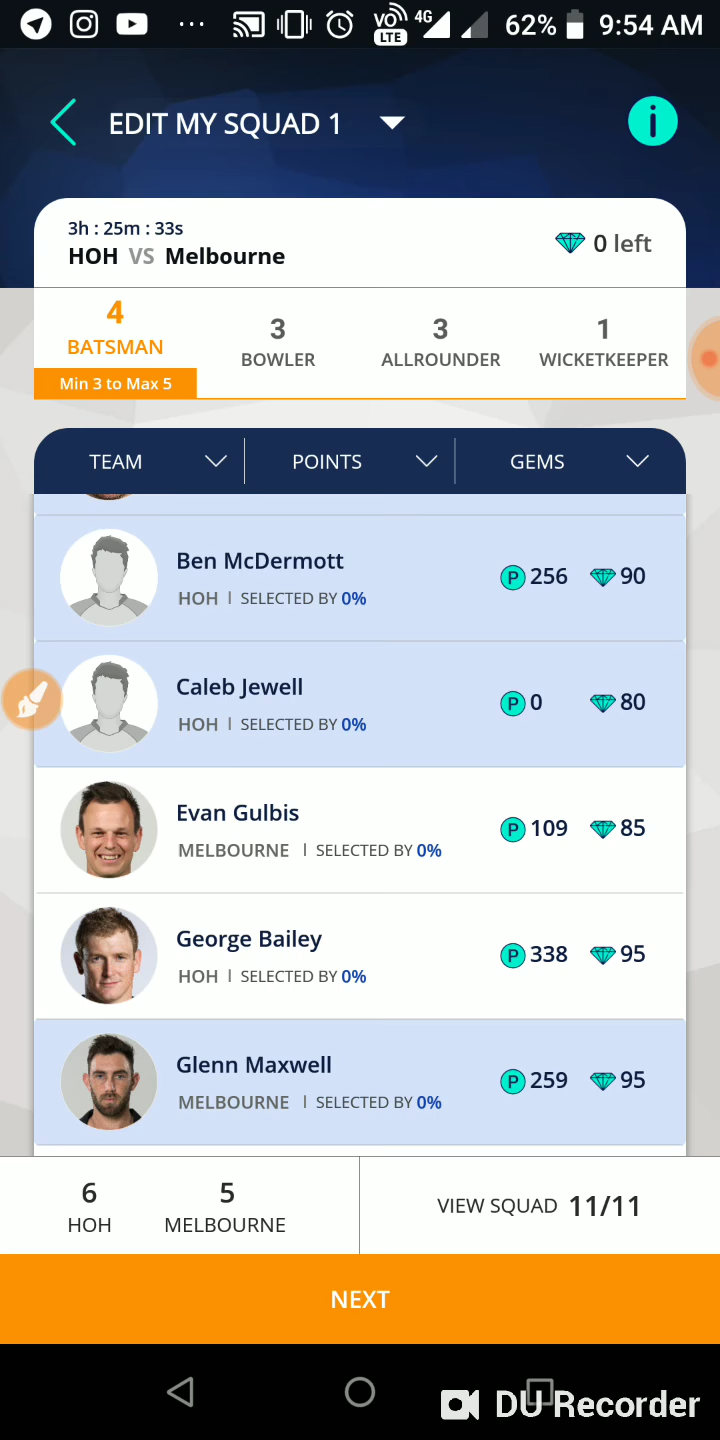 VO LTE 4G 62% 9:54 AM
EDIT MY SQUAD 1 i
3h : 25m : 33s
HOH VS Melbourne 0 left
4 3 3 1
BATSMAN BOWLER ALLROUNDER WICKETKEEPER
Min 3 to Max 5
TEAM POINTS GEMS
Ben McDermott
HOH | SELECTED BY 0% P 256 90
Caleb Jewell
HOH | SELECTED BY 0% P 0 80
Evan Gulbis
MELBOURNE | SELECTED BY 0% P 109 85
George Bailey
HOH | SELECTED BY 0% P 338 95
Glenn Maxwell
MELBOURNE | SELECTED BY 0% P 259 95
6 5
HOH MELBOURNE VIEW SQUAD 11/11
NEXT
DU Recorder